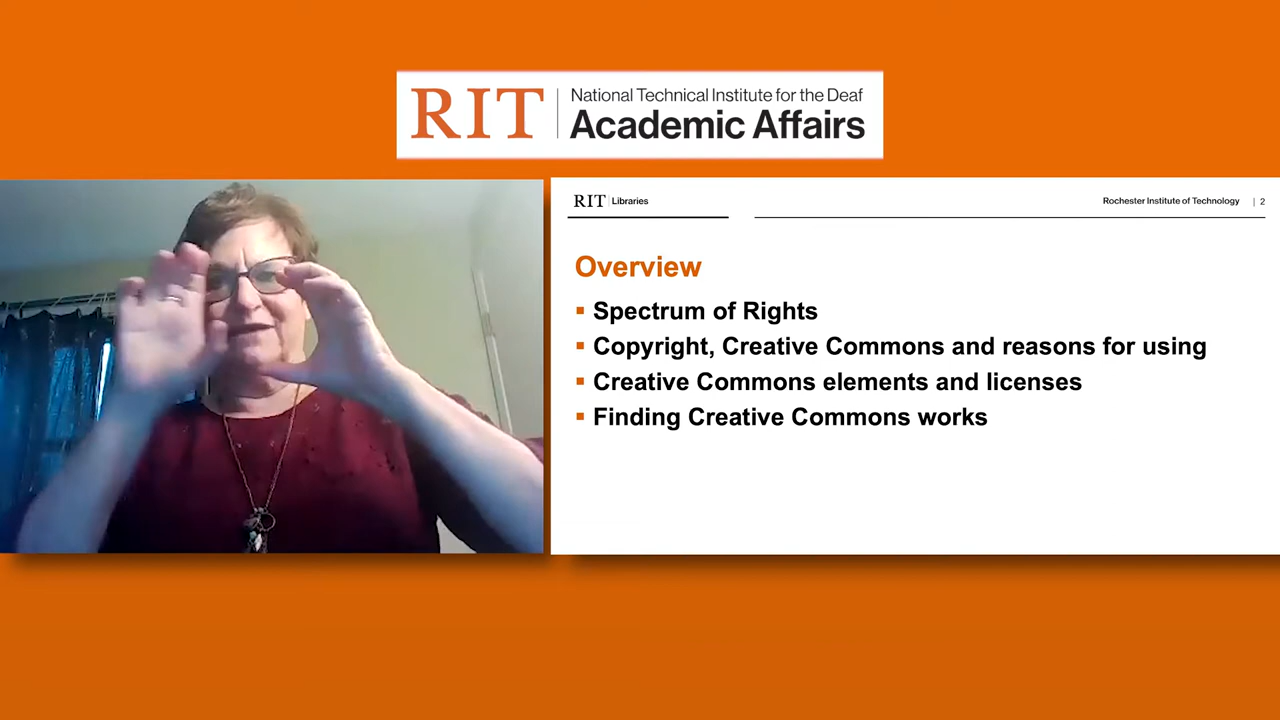 RIT | National Technical Institute for the Deaf
Academic Affairs
RIT | Libraries
Rochester Institute of Technology | 2
Overview
▪ Spectrum of Rights
▪ Copyright, Creative Commons and reasons for using
▪ Creative Commons elements and licenses
▪ Finding Creative Commons works